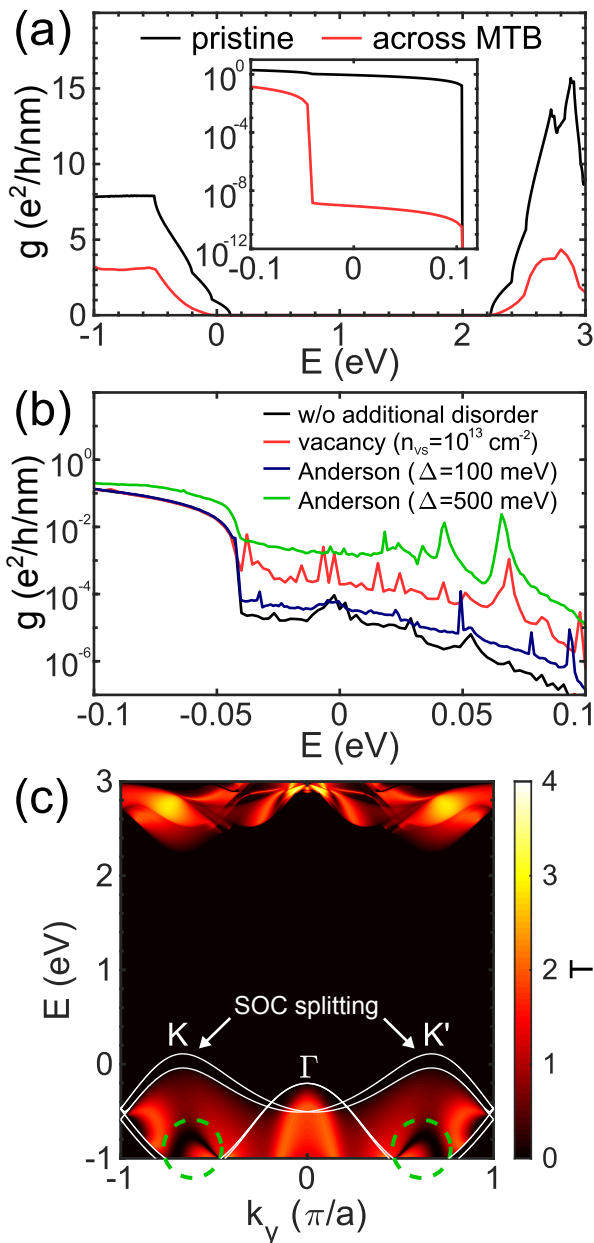 (a)
pristine across MTB
g (e²/h/nm)
15
10
5
0
10⁰
10⁻⁴
10⁻⁸
10⁻¹²
-0.1 0 0.1
-1 0 1 2 3
E (eV)
(b)
w/o additional disorder
vacancy (n_vs=10¹³ cm⁻²)
Anderson (Δ=100 meV)
Anderson (Δ=500 meV)
g (e²/h/nm)
10⁰
10⁻²
10⁻⁴
10⁻⁶
-0.1 -0.05 0 0.05 0.1
E (eV)
(c)
E (eV)
3
2
1
0
-1
SOC splitting
K K'
Γ
-1 0 1
k_y (π/a)
4
3
2
1
0
T